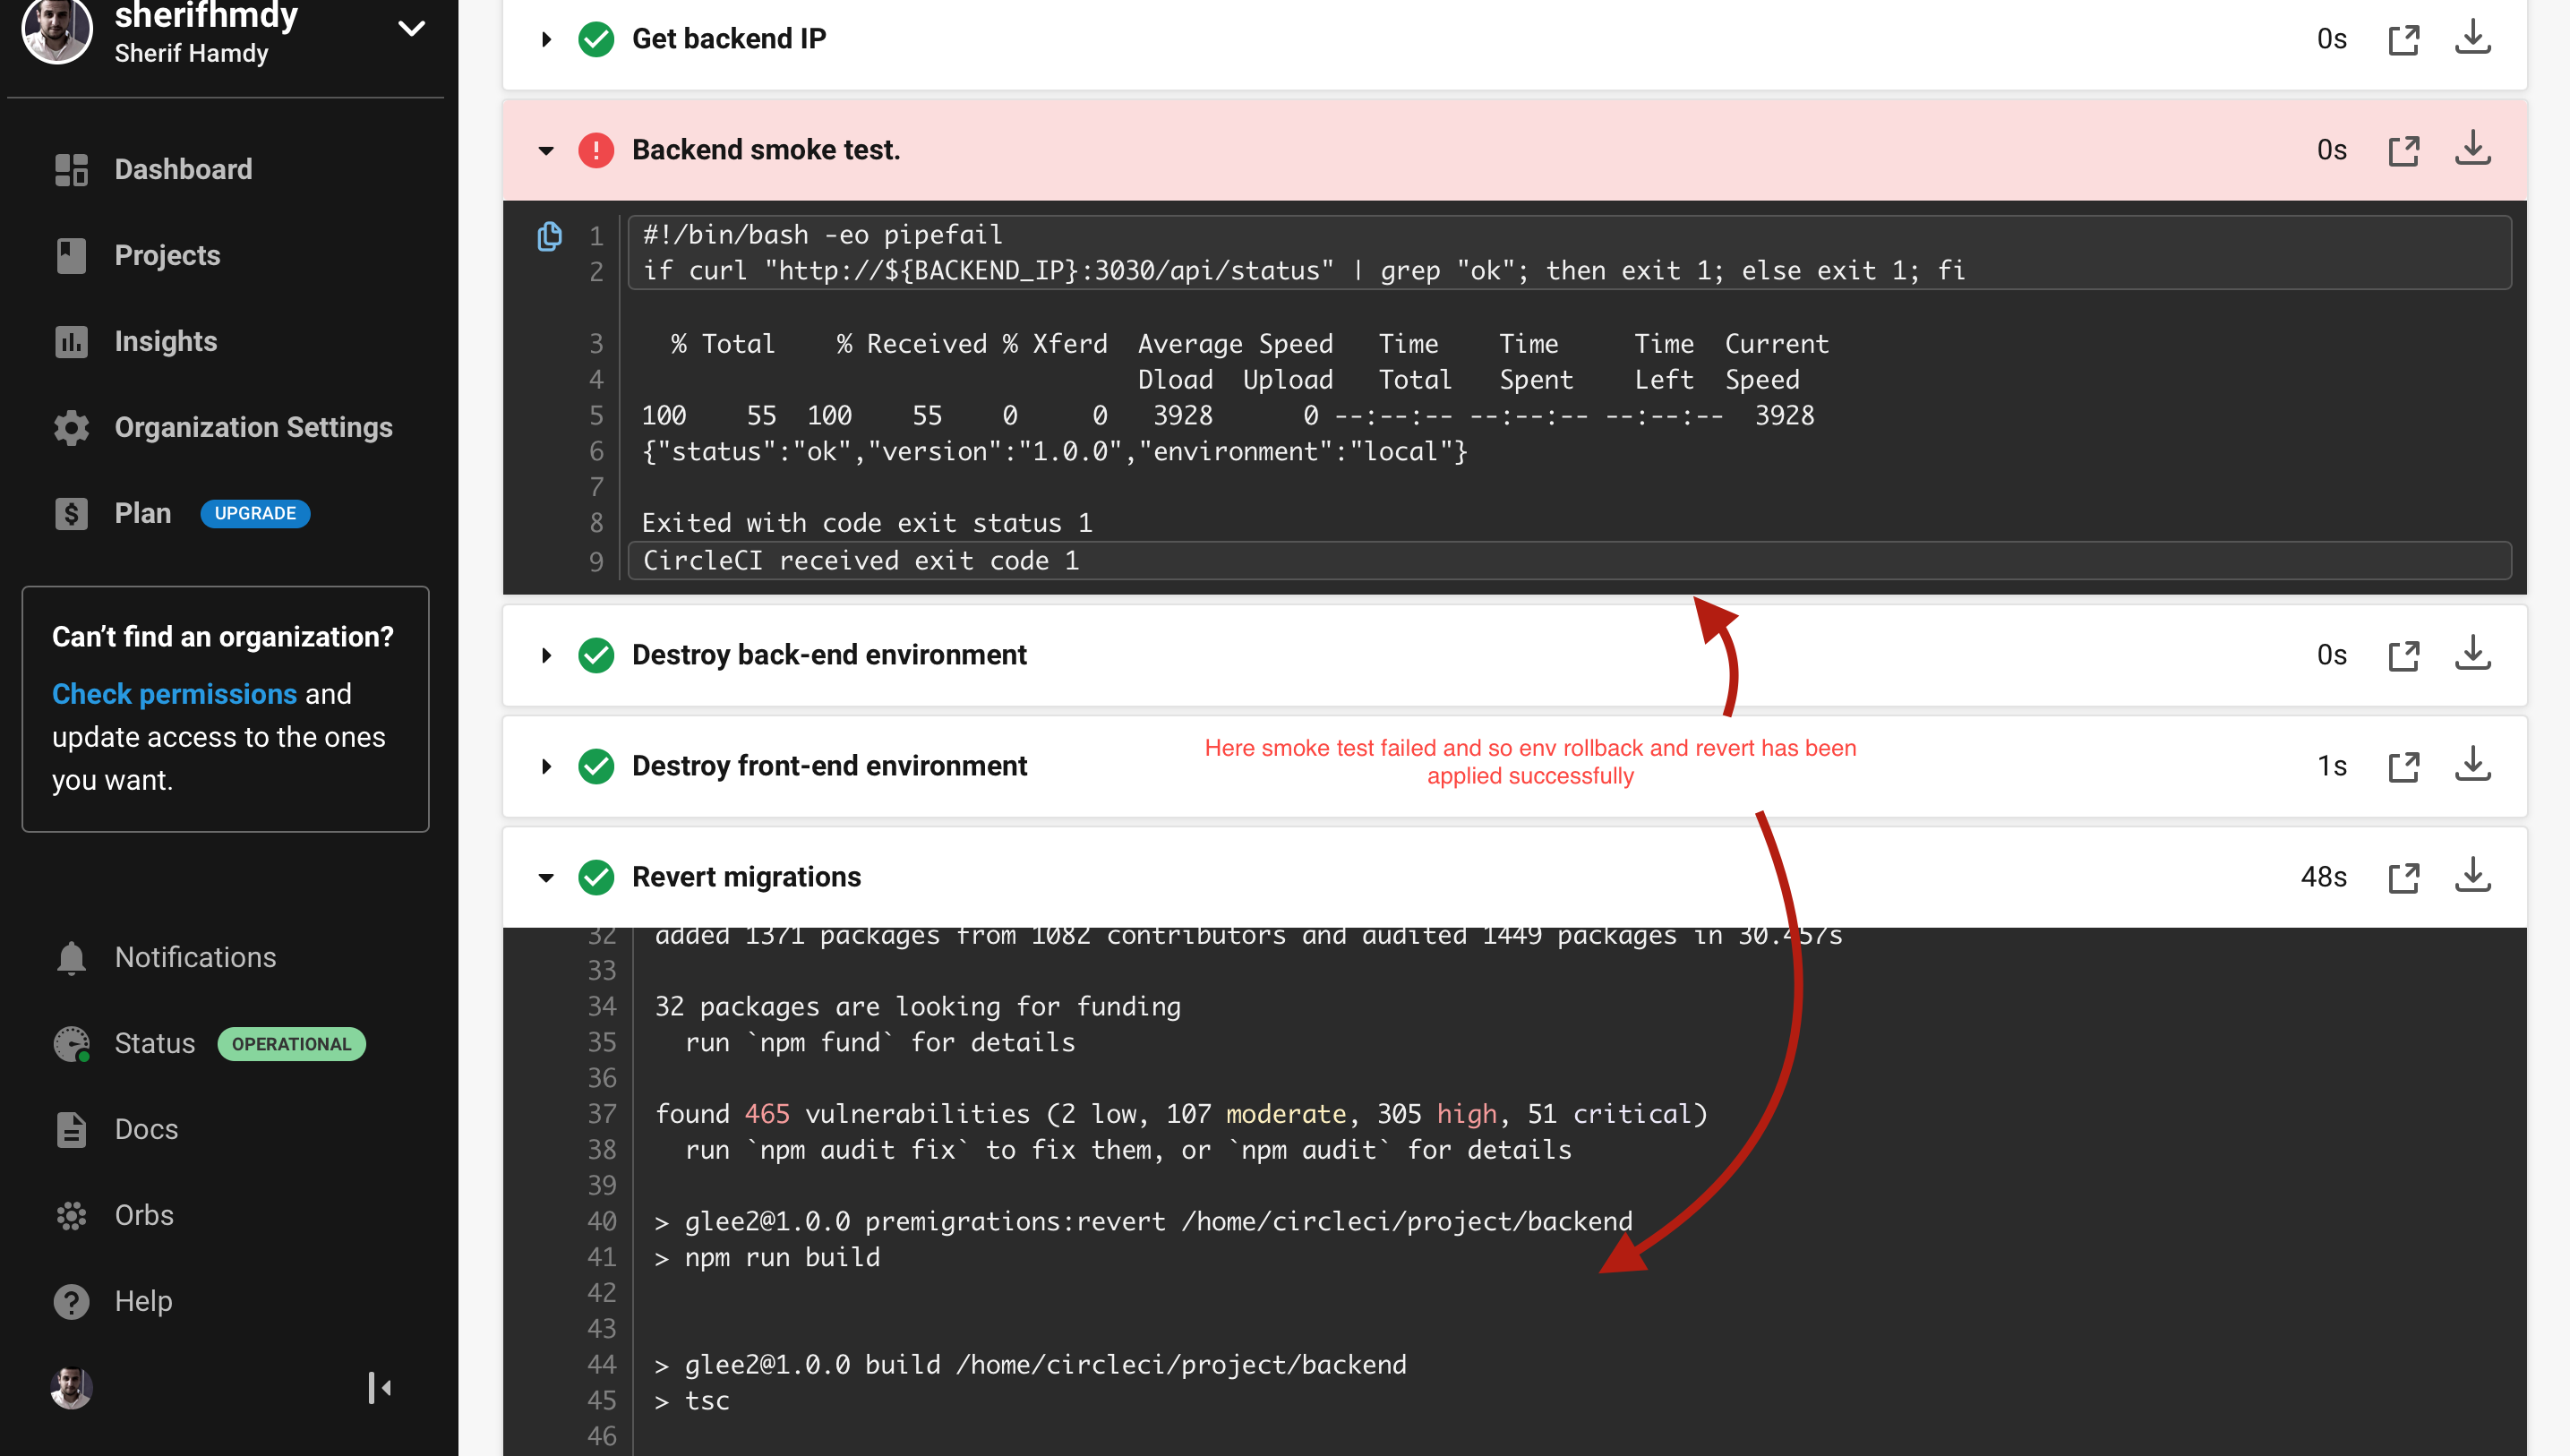 sherifhmdy
Sherif Hamdy
Dashboard
Projects
Insights
Organization Settings
Plan UPGRADE
Can’t find an organization?
Check permissions and
update access to the ones
you want.
Notifications
Status OPERATIONAL
Docs
Orbs
Help
Get backend IP 0s
Backend smoke test. 0s
1 #!/bin/bash -eo pipefail
2 if curl "http://${BACKEND_IP}:3030/api/status" | grep "ok"; then exit 1; else exit 1; fi
3 % Total % Received % Xferd Average Speed Time Time Time Current
4 Dload Upload Total Spent Left Speed
5 100 55 100 55 0 0 3928 0 --:--:-- --:--:-- --:--:-- 3928
6 {"status":"ok","version":"1.0.0","environment":"local"}
7
8 Exited with code exit status 1
9 CircleCI received exit code 1
Destroy back-end environment 0s
Destroy front-end environment 1s
Here smoke test failed and so env rollback and revert has been
applied successfully
Revert migrations 48s
32 added 1371 packages from 1082 contributors and audited 1449 packages in 30.457s
33
34 32 packages are looking for funding
35 run `npm fund` for details
36
37 found 465 vulnerabilities (2 low, 107 moderate, 305 high, 51 critical)
38 run `npm audit fix` to fix them, or `npm audit` for details
39
40 > glee2@1.0.0 premigrations:revert /home/circleci/project/backend
41 > npm run build
42
43
44 > glee2@1.0.0 build /home/circleci/project/backend
45 > tsc
46